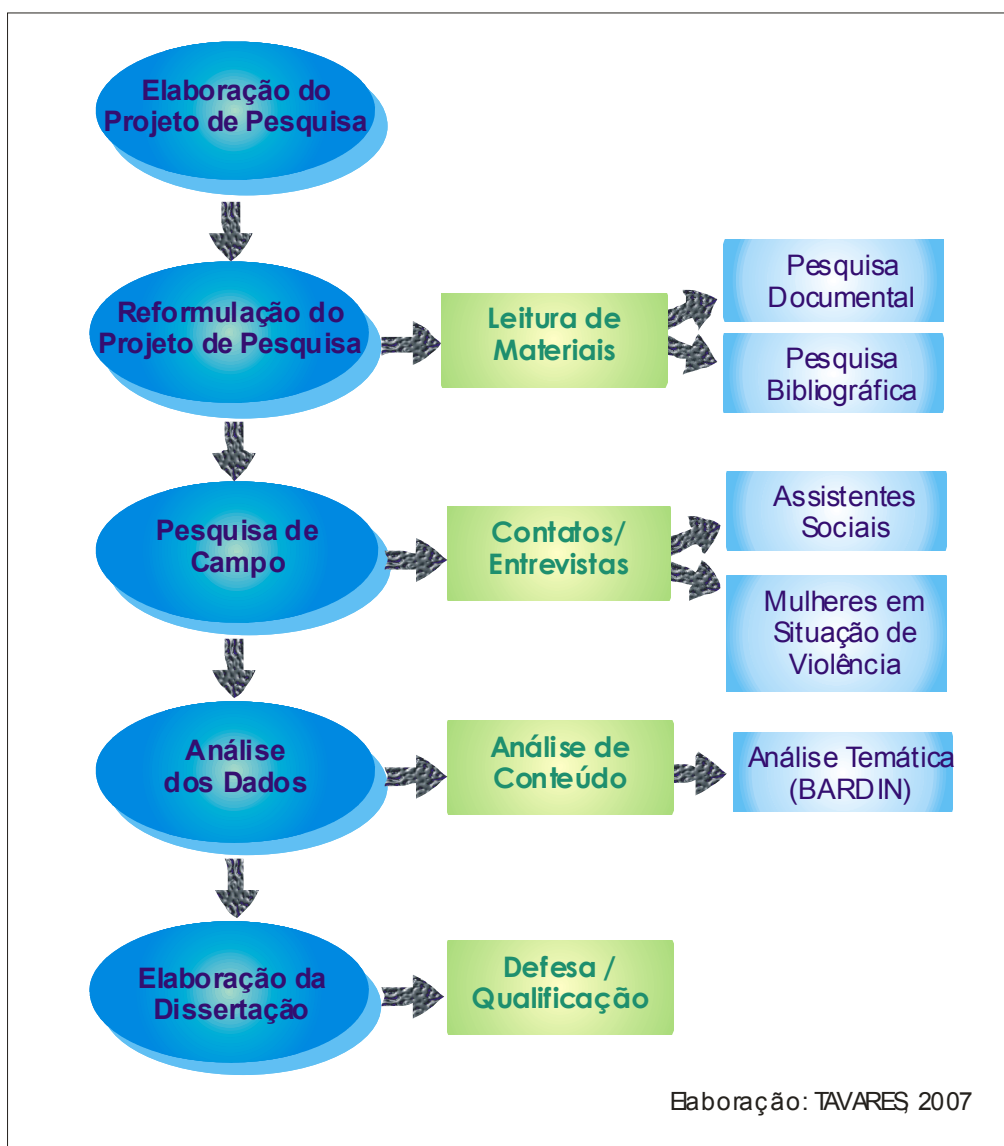 Elaboração do
Projeto de Pesquisa
Reformulação do
Projeto de Pesquisa
Leitura de
Materiais
Pesquisa
Documental
Pesquisa
Bibliográfica
Pesquisa de
Campo
Contatos/
Entrevistas
Assistentes
Sociais
Mulheres em
Situação de
Violência
Análise
dos Dados
Análise de
Conteúdo
Análise Temática
(BARDIN)
Elaboração da
Dissertação
Defesa /
Qualificação
Elaboração: TAVARES, 2007